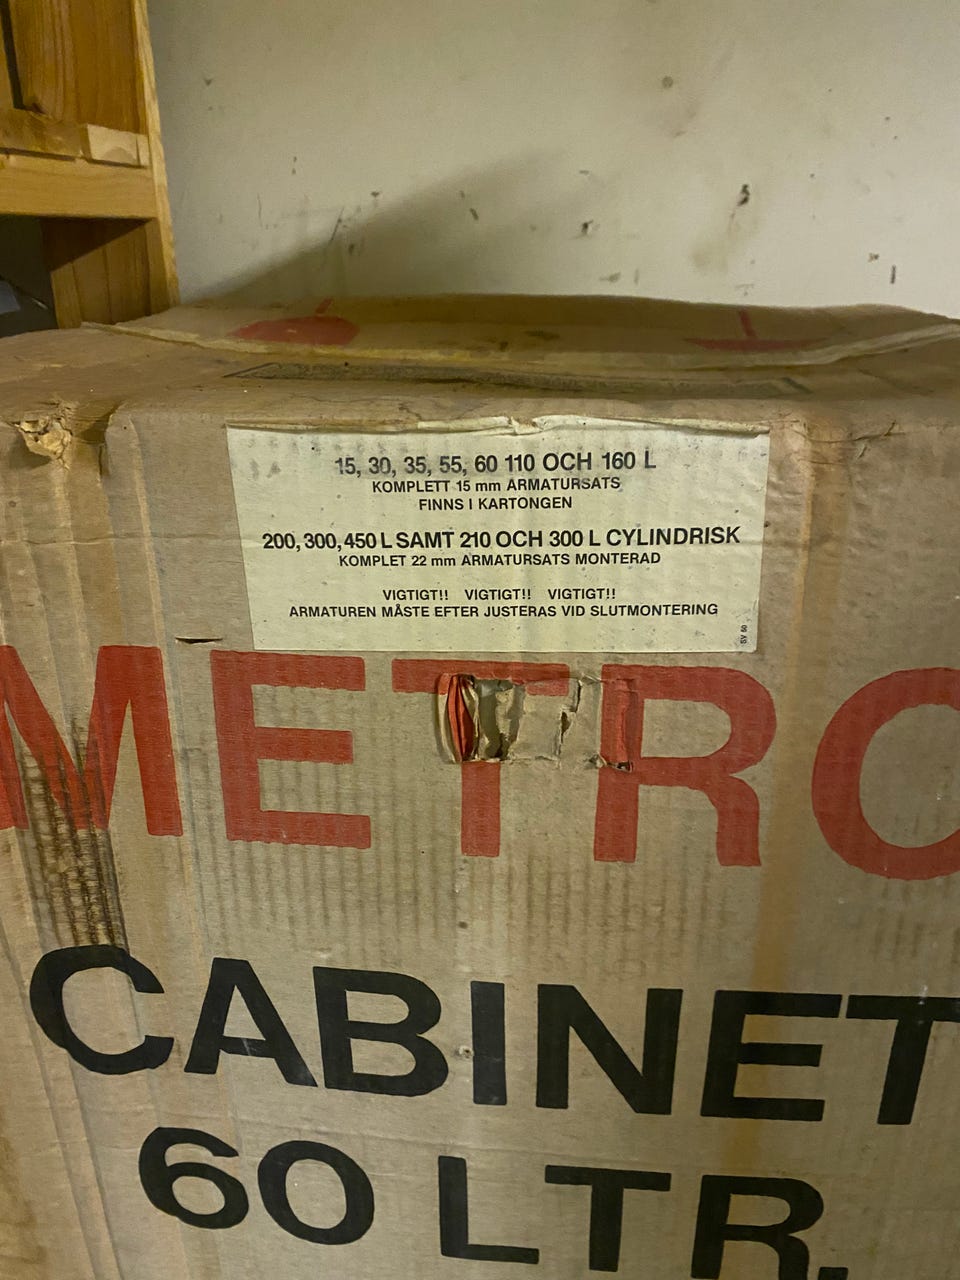 15, 30, 35, 55, 60 110 OCH 160 L
KOMPLETT 15 mm ARMATURSATS
FINNS I KARTONGEN
200, 300, 450 L SAMT 210 OCH 300 L CYLINDRISK
KOMPLET 22 mm ARMATURSATS MONTERAD
VIGTIGT!! VIGTIGT!! VIGTIGT!!
ARMATUREN MÅSTE EFTER JUSTERAS VID SLUTMONTERING
SV 50
METRO
CABINET
60 LTR.